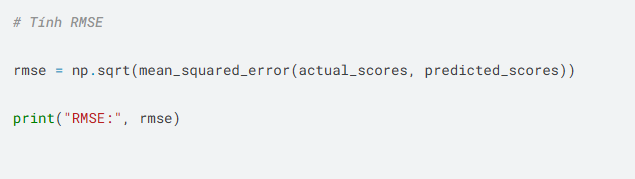 # Tính RMSE
rmse = np.sqrt(mean_squared_error(actual_scores, predicted_scores))
print("RMSE:", rmse)